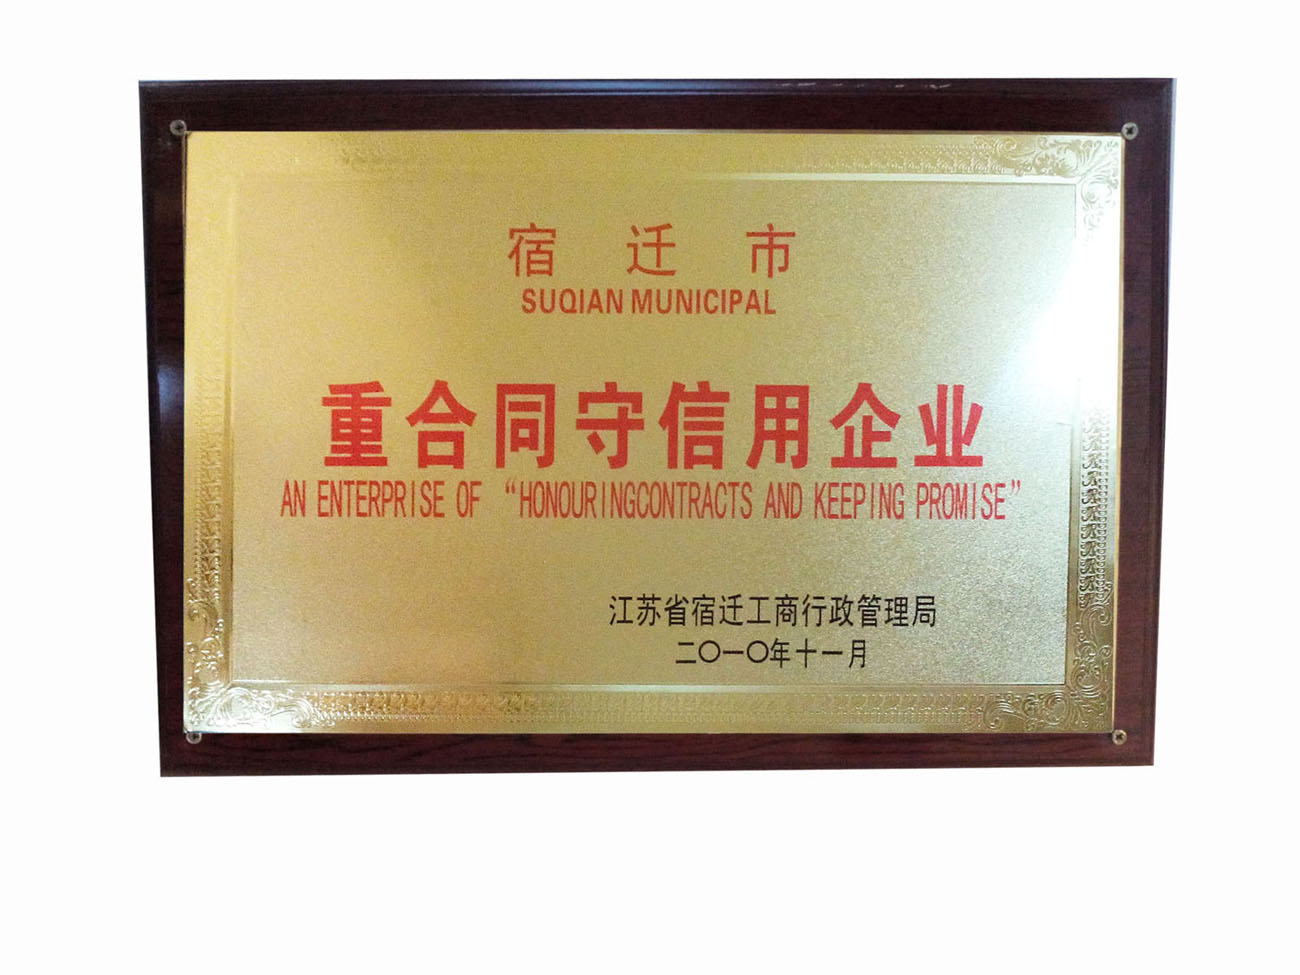 宿迁市
SUQIAN MUNICIPAL
重合同守信用企业
AN ENTERPRISE OF “HONOURINGCONTRACTS AND KEEPING PROMISE”
江苏省宿迁工商行政管理局
二〇一〇年十一月